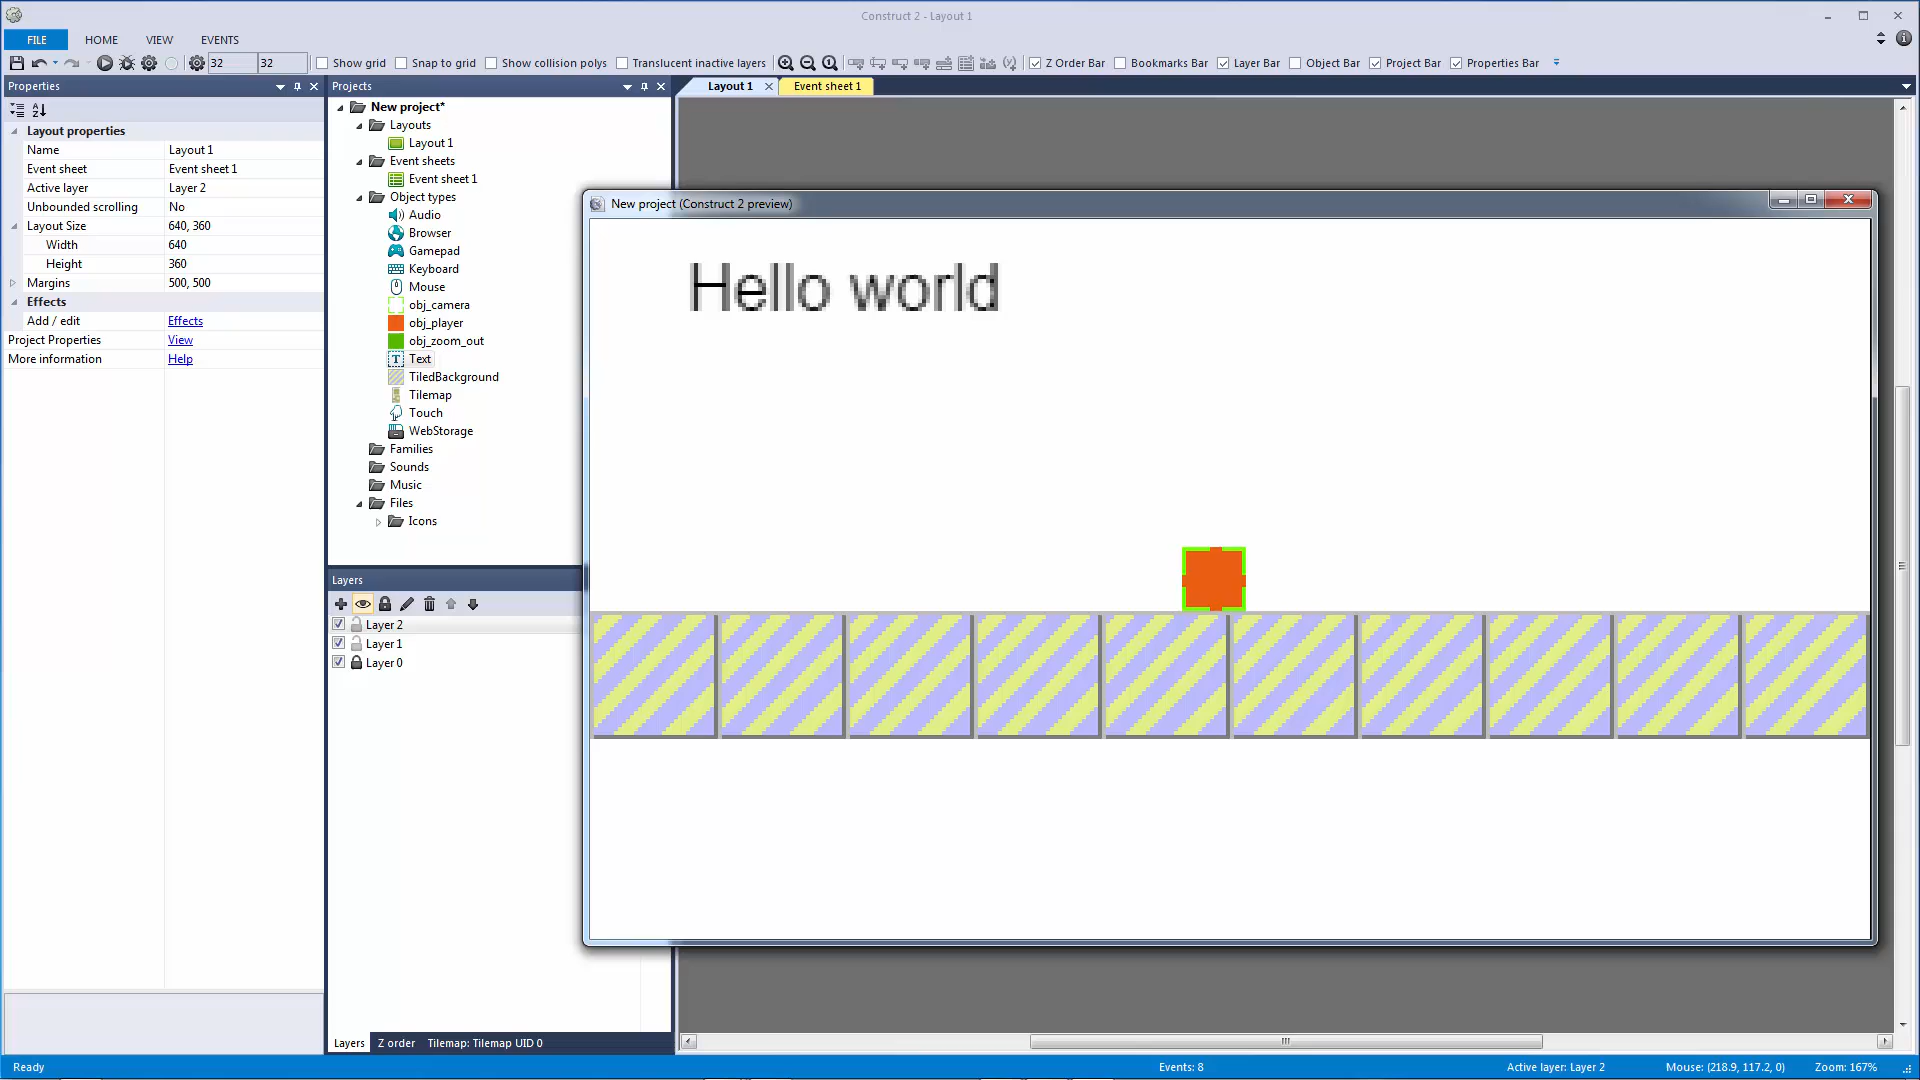 Construct 2 - Layout 1
FILE HOME VIEW EVENTS
32 32 Show grid Snap to grid Show collision polys Translucent inactive layers Z Order Bar Bookmarks Bar Layer Bar Object Bar Project Bar Properties Bar
Properties
Layout properties
Name Layout 1
Event sheet Event sheet 1
Active layer Layer 2
Unbounded scrolling No
Layout Size 640, 360
Width 640
Height 360
Margins 500, 500
Effects
Add / edit Effects
Project Properties View
More information Help
Projects
New project*
Layouts
Layout 1
Event sheets
Event sheet 1
Object types
Audio
Browser
Gamepad
Keyboard
Mouse
obj_camera
obj_player
obj_zoom_out
Text
TiledBackground
Tilemap
Touch
WebStorage
Families
Sounds
Music
Files
Icons
Layers
Layer 2
Layer 1
Layer 0
Layers Z order Tilemap: Tilemap UID 0
Layout 1 Event sheet 1
New project (Construct 2 preview)
Hello world
Ready Events: 8 Active layer: Layer 2 Mouse: (218.9, 117.2, 0) Zoom: 167%